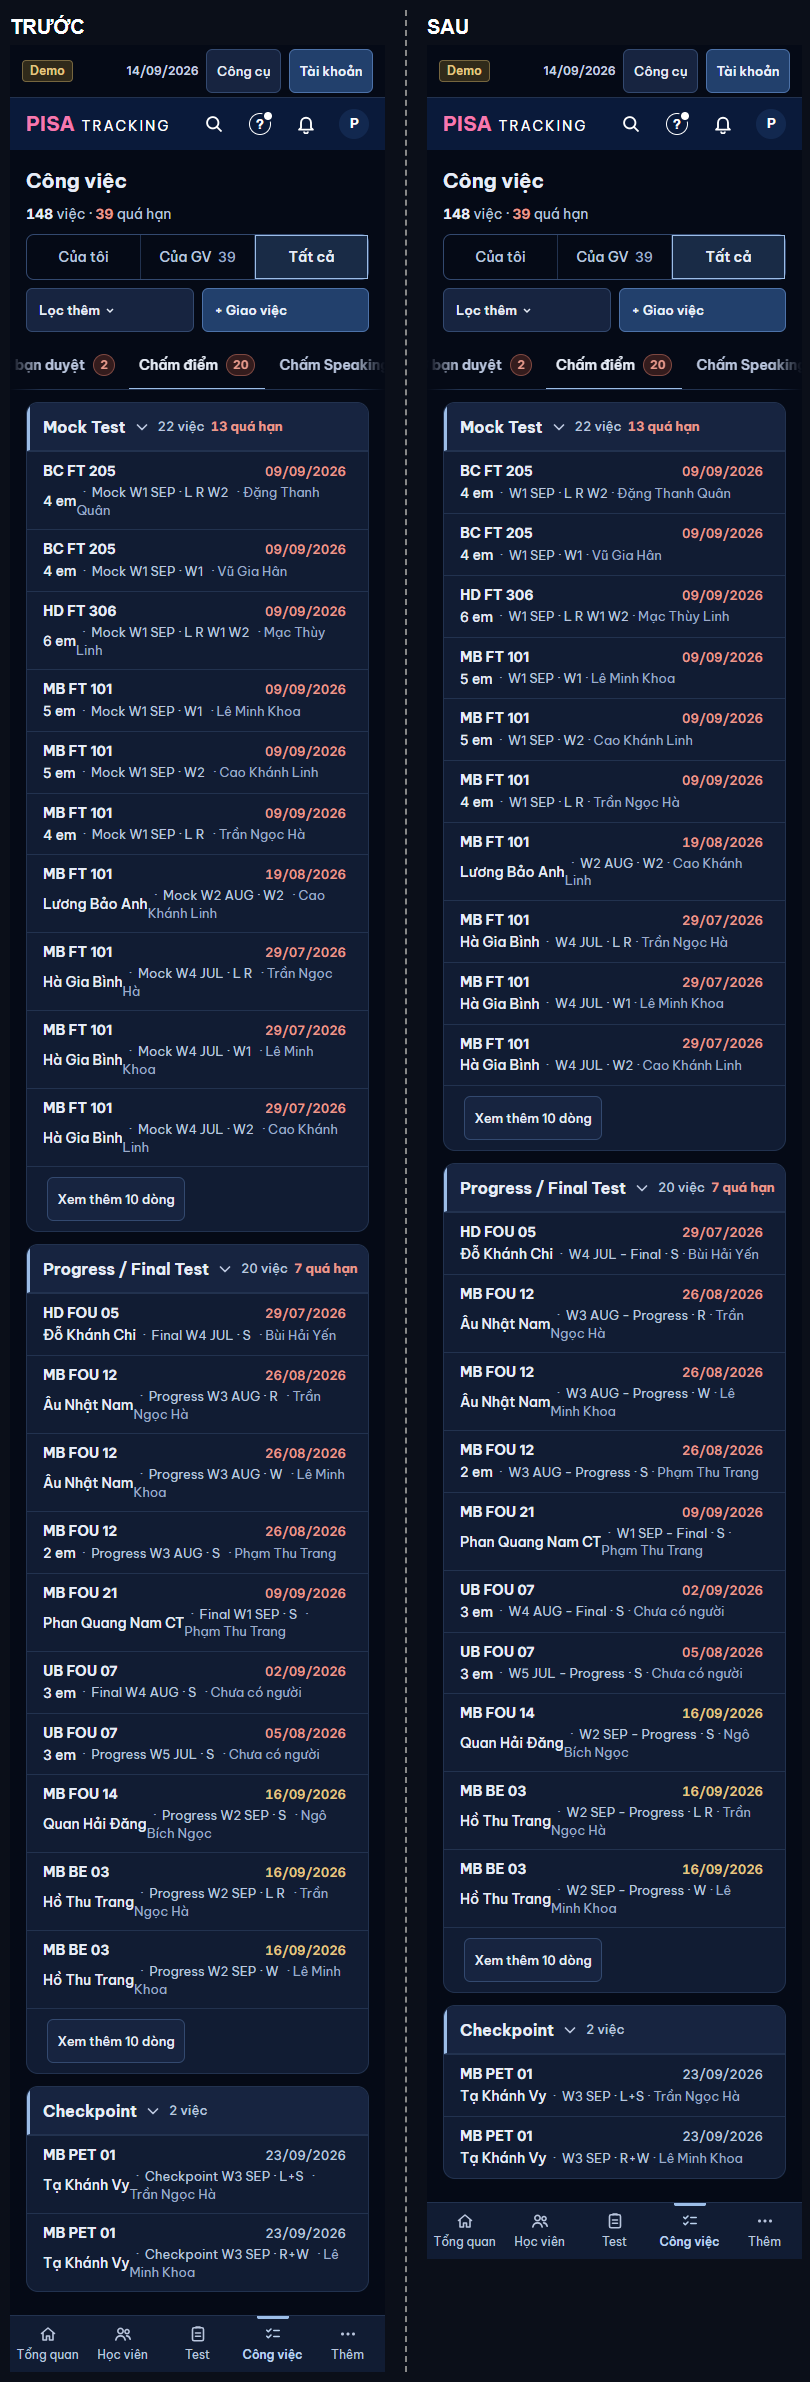 TRƯỚC
Demo
14/09/2026
Công cụ
Tài khoản
PISA TRACKING
?
P
Công việc
148 việc · 39 quá hạn
Của tôi
Của GV 39
Tất cả
Lọc thêm
+ Giao việc
bạn duyệt 2
Chấm điểm 20
Chấm Speaking
Mock Test 22 việc 13 quá hạn
BC FT 205 09/09/2026
4 em · Mock W1 SEP · L R W2 · Đặng Thanh
Quân
BC FT 205 09/09/2026
4 em · Mock W1 SEP · W1 · Vũ Gia Hân
HD FT 306 09/09/2026
6 em · Mock W1 SEP · L R W1 W2 · Mạc Thùy
Linh
MB FT 101 09/09/2026
5 em · Mock W1 SEP · W1 · Lê Minh Khoa
MB FT 101 09/09/2026
5 em · Mock W1 SEP · W2 · Cao Khánh Linh
MB FT 101 09/09/2026
4 em · Mock W1 SEP · L R · Trần Ngọc Hà
MB FT 101 19/08/2026
Lương Bảo Anh · Mock W2 AUG · W2 · Cao
Khánh Linh
MB FT 101 29/07/2026
Hà Gia Bình · Mock W4 JUL · L R · Trần Ngọc
Hà
MB FT 101 29/07/2026
Hà Gia Bình · Mock W4 JUL · W1 · Lê Minh
Khoa
MB FT 101 29/07/2026
Hà Gia Bình · Mock W4 JUL · W2 · Cao Khánh
Linh
Xem thêm 10 dòng
Progress / Final Test 20 việc 7 quá hạn
HD FOU 05 29/07/2026
Đỗ Khánh Chi · Final W4 JUL · S · Bùi Hải Yến
MB FOU 12 26/08/2026
Âu Nhật Nam · Progress W3 AUG · R · Trần
Ngọc Hà
MB FOU 12 26/08/2026
Âu Nhật Nam · Progress W3 AUG · W · Lê Minh
Khoa
MB FOU 12 26/08/2026
2 em · Progress W3 AUG · S · Phạm Thu Trang
MB FOU 21 09/09/2026
Phan Quang Nam CT · Final W1 SEP · S ·
Phạm Thu Trang
UB FOU 07 02/09/2026
3 em · Final W4 AUG · S · Chưa có người
UB FOU 07 05/08/2026
3 em · Progress W5 JUL · S · Chưa có người
MB FOU 14 16/09/2026
Quan Hải Đăng · Progress W2 SEP · S · Ngô
Bích Ngọc
MB BE 03 16/09/2026
Hồ Thu Trang · Progress W2 SEP · L R · Trần
Ngọc Hà
MB BE 03 16/09/2026
Hồ Thu Trang · Progress W2 SEP · W · Lê Minh
Khoa
Xem thêm 10 dòng
Checkpoint 2 việc
MB PET 01 23/09/2026
Tạ Khánh Vy · Checkpoint W3 SEP · L+S ·
Trần Ngọc Hà
MB PET 01 23/09/2026
Tạ Khánh Vy · Checkpoint W3 SEP · R+W · Lê
Minh Khoa
Tổng quan
Học viên
Test
Công việc
Thêm
SAU
Demo
14/09/2026
Công cụ
Tài khoản
PISA TRACKING
?
P
Công việc
148 việc · 39 quá hạn
Của tôi
Của GV 39
Tất cả
Lọc thêm
+ Giao việc
bạn duyệt 2
Chấm điểm 20
Chấm Speaking
Mock Test 22 việc 13 quá hạn
BC FT 205 09/09/2026
4 em · W1 SEP · L R W2 · Đặng Thanh Quân
BC FT 205 09/09/2026
4 em · W1 SEP · W1 · Vũ Gia Hân
HD FT 306 09/09/2026
6 em · W1 SEP · L R W1 W2 · Mạc Thùy Linh
MB FT 101 09/09/2026
5 em · W1 SEP · W1 · Lê Minh Khoa
MB FT 101 09/09/2026
5 em · W1 SEP · W2 · Cao Khánh Linh
MB FT 101 09/09/2026
4 em · W1 SEP · L R · Trần Ngọc Hà
MB FT 101 19/08/2026
Lương Bảo Anh · W2 AUG · W2 · Cao Khánh
Linh
MB FT 101 29/07/2026
Hà Gia Bình · W4 JUL · L R · Trần Ngọc Hà
MB FT 101 29/07/2026
Hà Gia Bình · W4 JUL · W1 · Lê Minh Khoa
MB FT 101 29/07/2026
Hà Gia Bình · W4 JUL · W2 · Cao Khánh Linh
Xem thêm 10 dòng
Progress / Final Test 20 việc 7 quá hạn
HD FOU 05 29/07/2026
Đỗ Khánh Chi · W4 JUL - Final · S · Bùi Hải Yến
MB FOU 12 26/08/2026
Âu Nhật Nam · W3 AUG - Progress · R · Trần
Ngọc Hà
MB FOU 12 26/08/2026
Âu Nhật Nam · W3 AUG - Progress · W · Lê
Minh Khoa
MB FOU 12 26/08/2026
2 em · W3 AUG - Progress · S · Phạm Thu Trang
MB FOU 21 09/09/2026
Phan Quang Nam CT · W1 SEP - Final · S ·
Phạm Thu Trang
UB FOU 07 02/09/2026
3 em · W4 AUG - Final · S · Chưa có người
UB FOU 07 05/08/2026
3 em · W5 JUL - Progress · S · Chưa có người
MB FOU 14 16/09/2026
Quan Hải Đăng · W2 SEP - Progress · S · Ngô
Bích Ngọc
MB BE 03 16/09/2026
Hồ Thu Trang · W2 SEP - Progress · L R · Trần
Ngọc Hà
MB BE 03 16/09/2026
Hồ Thu Trang · W2 SEP - Progress · W · Lê
Minh Khoa
Xem thêm 10 dòng
Checkpoint 2 việc
MB PET 01 23/09/2026
Tạ Khánh Vy · W3 SEP · L+S · Trần Ngọc Hà
MB PET 01 23/09/2026
Tạ Khánh Vy · W3 SEP · R+W · Lê Minh Khoa
Tổng quan
Học viên
Test
Công việc
Thêm